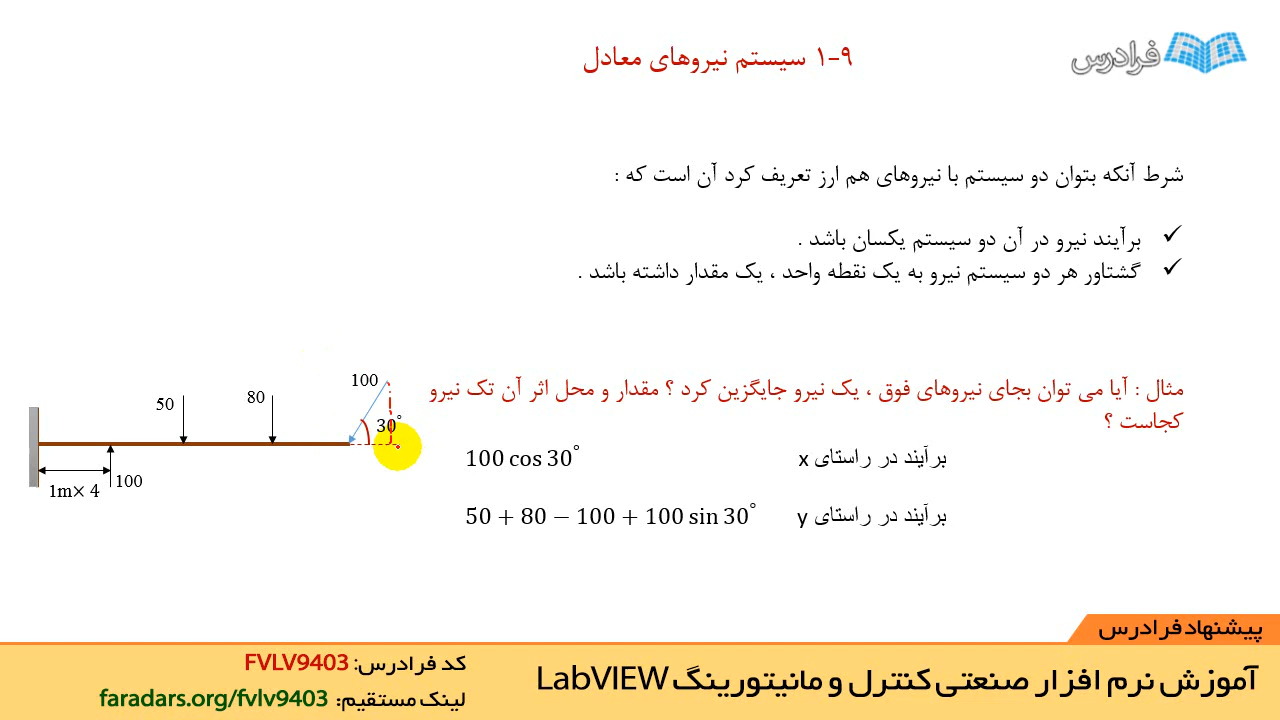 فرادرس
۱-۹ سیستم نیروهای معادل
شرط آنکه بتوان دو سیستم با نیروهای هم ارز تعریف کرد آن است که :
✓ برآیند نیرو در آن دو سیستم یکسان باشد .
✓ گشتاور هر دو سیستم نیرو به یک نقطه واحد ، یک مقدار داشته باشد .
مثال : آیا می توان بجای نیروهای فوق ، یک نیرو جایگزین کرد ؟ مقدار و محل اثر آن تک نیرو
کجاست ؟
برآیند در راستای x 100 cos 30°
برآیند در راستای y 50 + 80 − 100 + 100 sin 30°
100
80
50
30°
100
1m× 4
پیشنهاد فرادرس
آموزش نرم افزار صنعتی کنترل و مانیتورینگ LabVIEW
کد فرادرس: FVLV9403
لینک مستقیم: faradars.org/fvlv9403